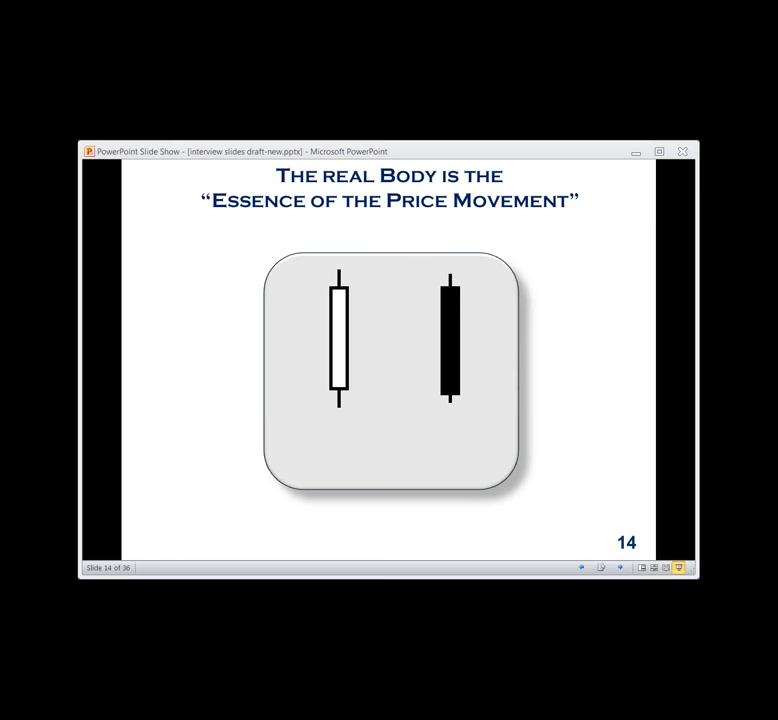 PowerPoint Slide Show - [interview slides draft-new.pptx] - Microsoft PowerPoint
The real Body is the
“Essence of the Price Movement”
14
Slide 14 of 36